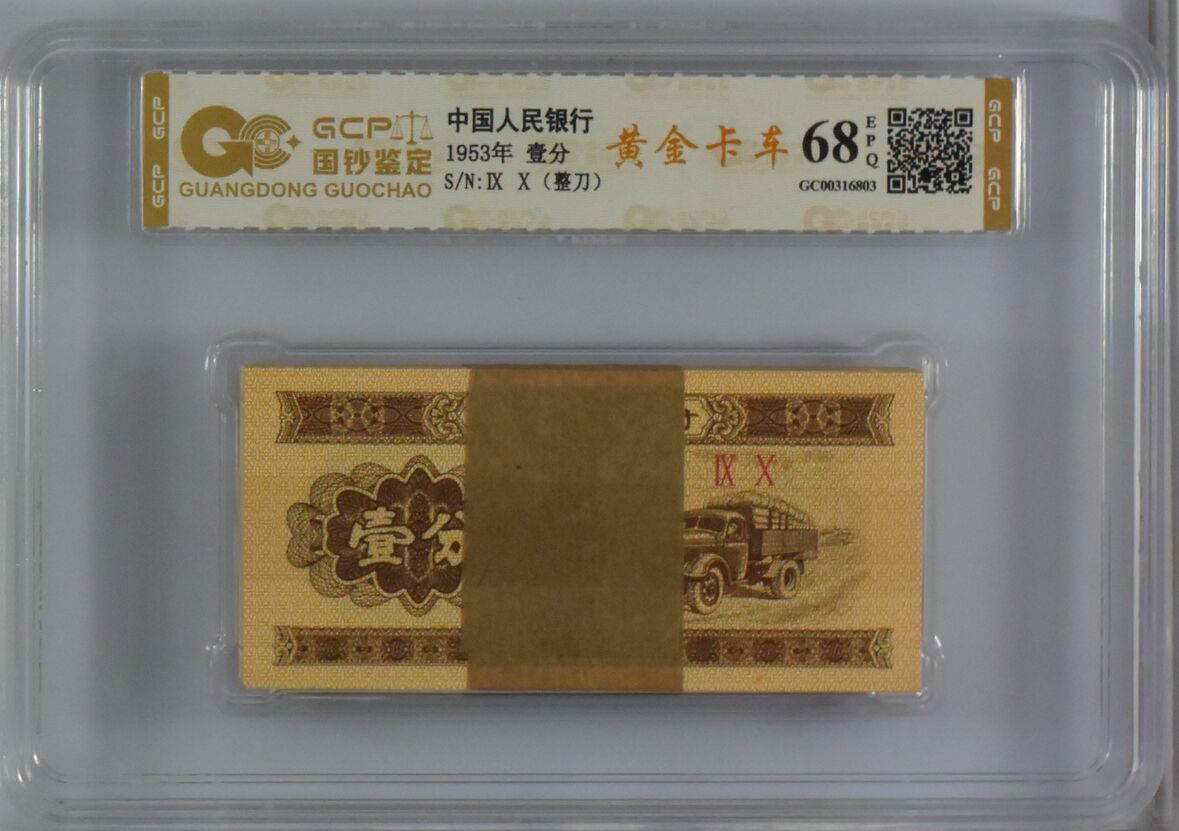 GCP
GCP
GC
GCP
国钞鉴定
GUANGDONG GUOCHAO
中国人民银行
1953年 壹分
S/N:Ⅸ Ⅹ (整刀)
黄金卡车
68
EPQ
GC00316803
GCP
GCP
Ⅸ Ⅹ
壹分